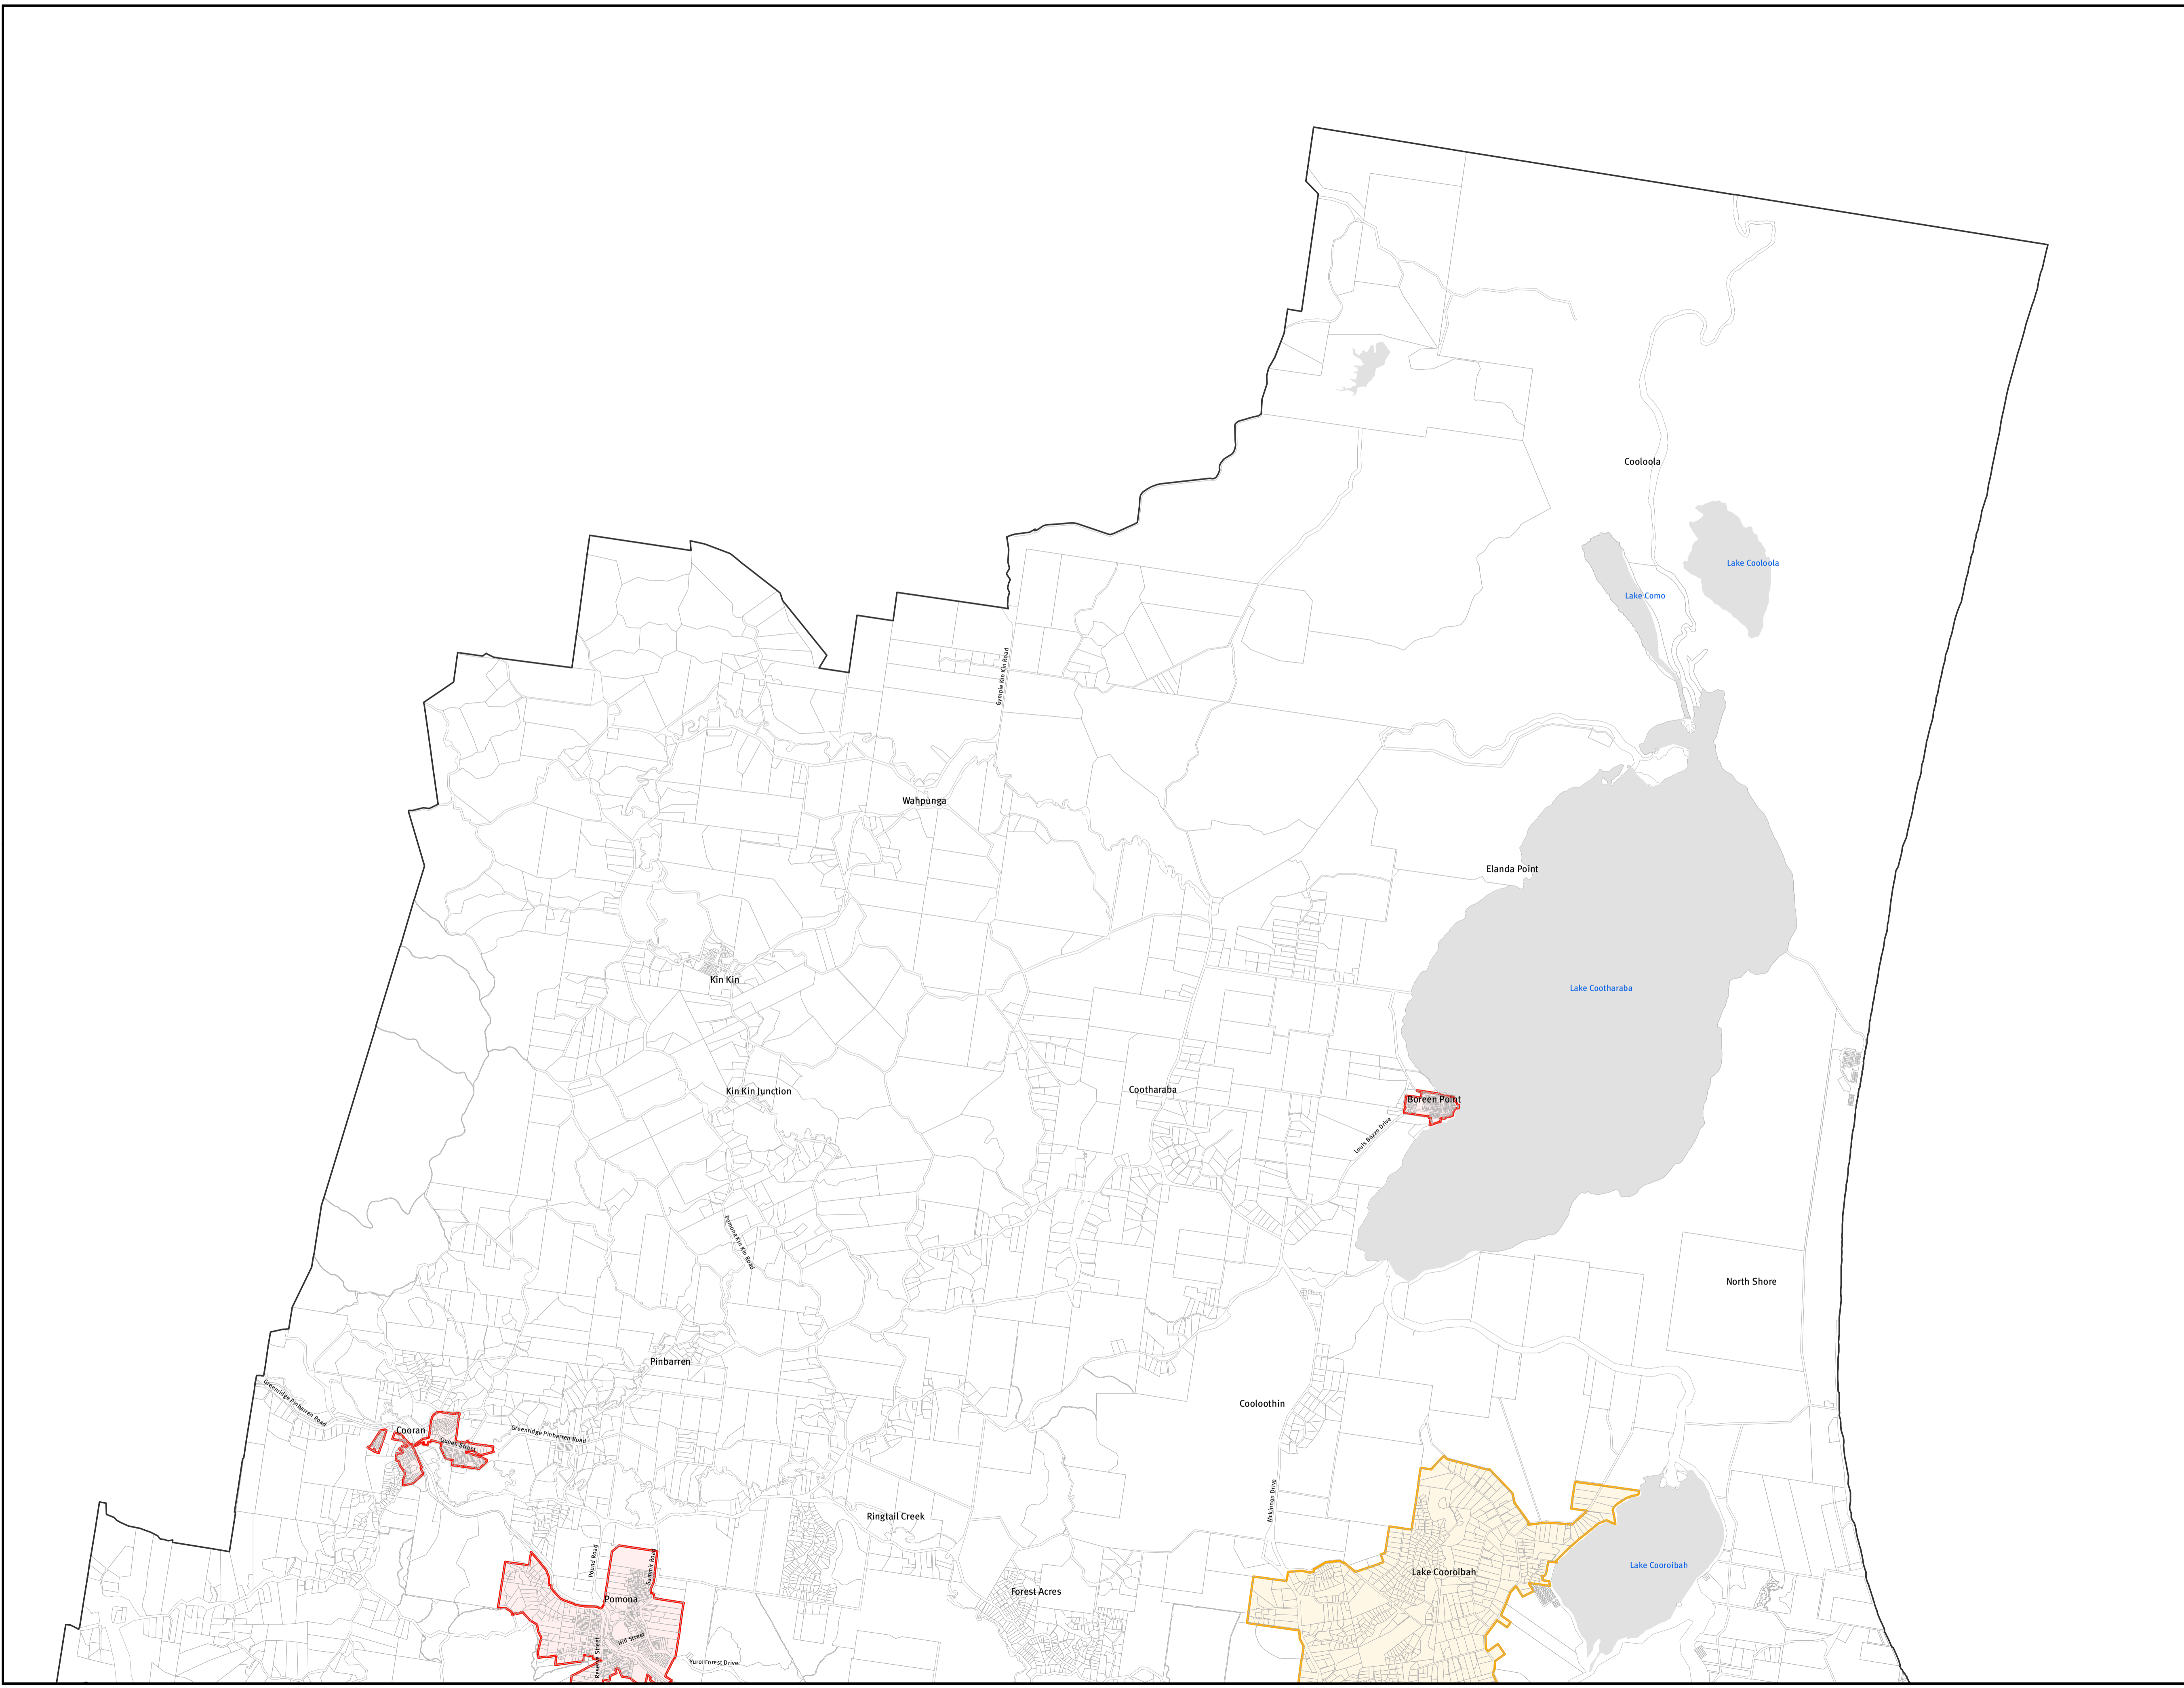 Cooloola
Lake Cooloola
Lake Como
Gympie Kin Kin Road
Wahpunga
Elanda Point
Kin Kin
Lake Cootharaba
Kin Kin Junction
Cootharaba
Boreen Point
Louis Bazzo Drive
Pomona Kin Kin Road
North Shore
Pinbarren
Greenridge Pinbarren Road
Cooloothin
Cooran
Queen Street
Greenridge Pinbarren Road
Mckinnon Drive
Ringtail Creek
Pound Road
Summit Road
Lake Cooroibah
Lake Cooroibah
Forest Acres
Pomona
Hill Street
Reserve Street
Yurol Forest Drive